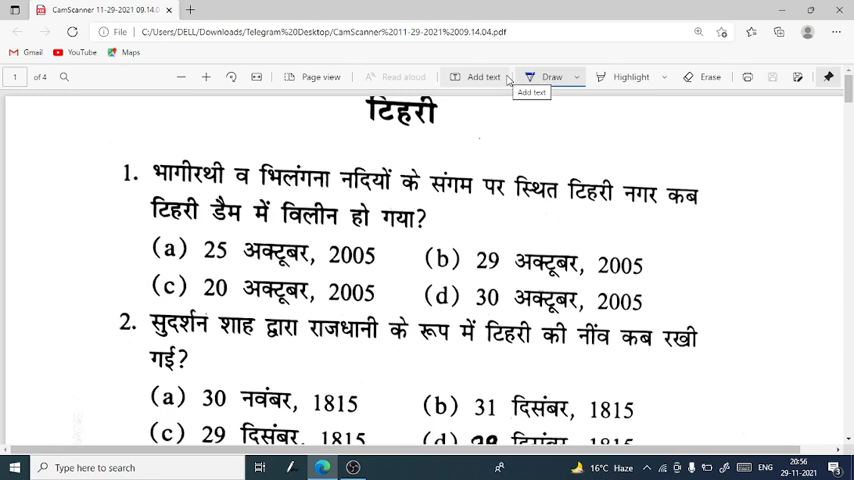 CamScanner 11-29-2021 09.14.04
File
C:/Users/DELL/Downloads/Telegram%20Desktop/CamScanner%2011-29-2021%2009.14.04.pdf
Gmail YouTube Maps
1 of 4 Page view Read aloud Add text Draw Highlight Erase
Add text
टिहरी
1. भागीरथी व भिलंगना नदियों के संगम पर स्थित टिहरी नगर कब
टिहरी डैम में विलीन हो गया?
(a) 25 अक्टूबर, 2005 (b) 29 अक्टूबर, 2005
(c) 20 अक्टूबर, 2005 (d) 30 अक्टूबर, 2005
2. सुदर्शन शाह द्वारा राजधानी के रूप में टिहरी की नींव कब रखी
गई?
(a) 30 नवंबर, 1815 (b) 31 दिसंबर, 1815
(c) 29 दिसंबर, 1815 (d) दिसंबर, 1815
Type here to search
16°C Haze
ENG
20:56
29-11-2021
3